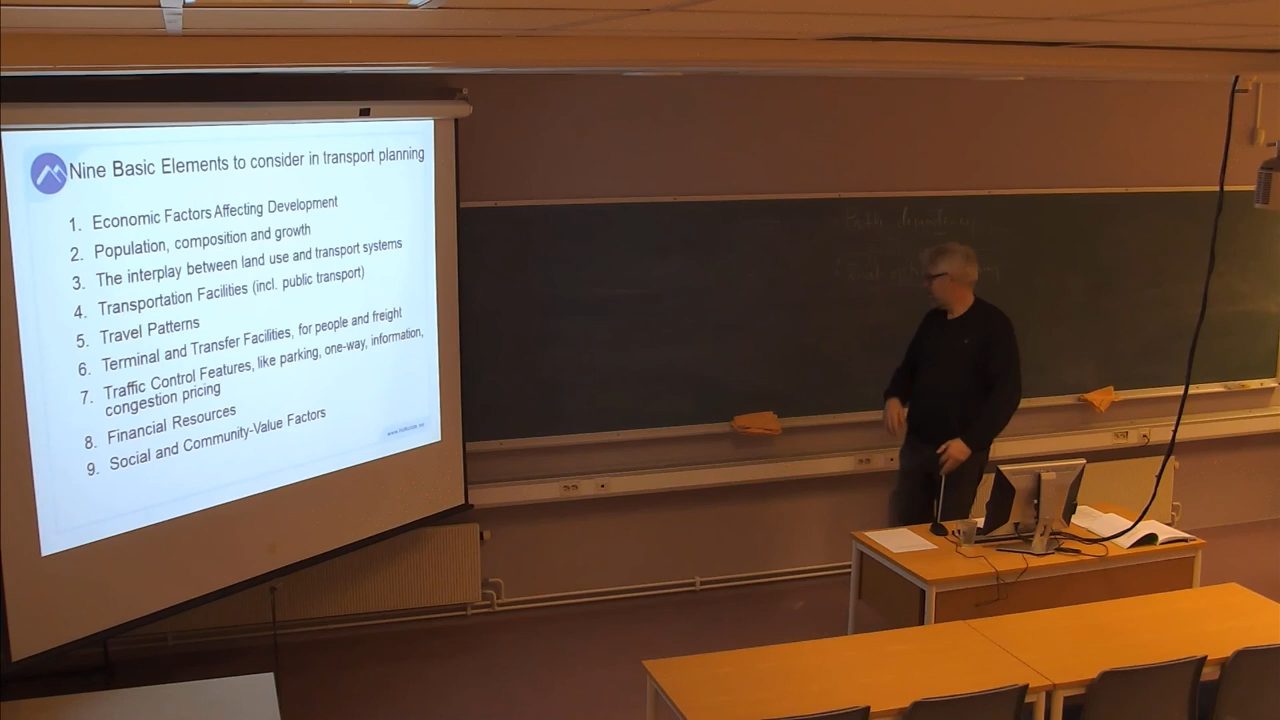 Nine Basic Elements to consider in transport planning
1. Economic Factors Affecting Development
2. Population, composition and growth
3. The interplay between land use and transport systems
4. Transportation Facilities (incl. public transport)
5. Travel Patterns
6. Terminal and Transfer Facilities, for people and freight
7. Traffic Control Features, like parking, one-way, information,
congestion pricing
8. Financial Resources
9. Social and Community-Value Factors